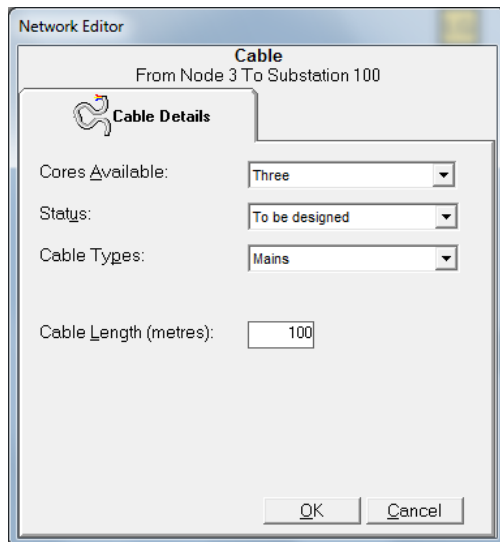 Network Editor
Cable
From Node 3 To Substation 100
Cable Details
Cores Available: Three
Status: To be designed
Cable Types: Mains
Cable Length (metres): 100
OK Cancel